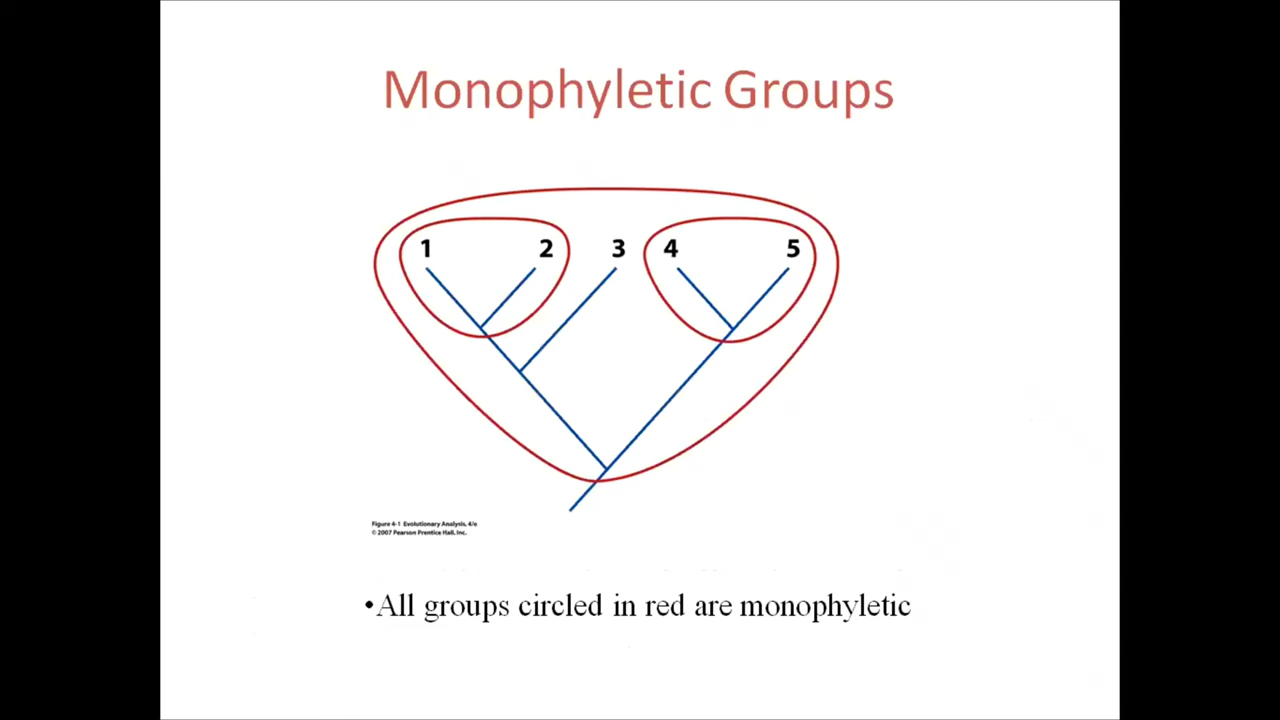 Monophyletic Groups
1 2 3 4 5
Figure 4-1 Evolutionary Analysis, 4/e
© 2007 Pearson Prentice Hall, Inc.
•All groups circled in red are monophyletic